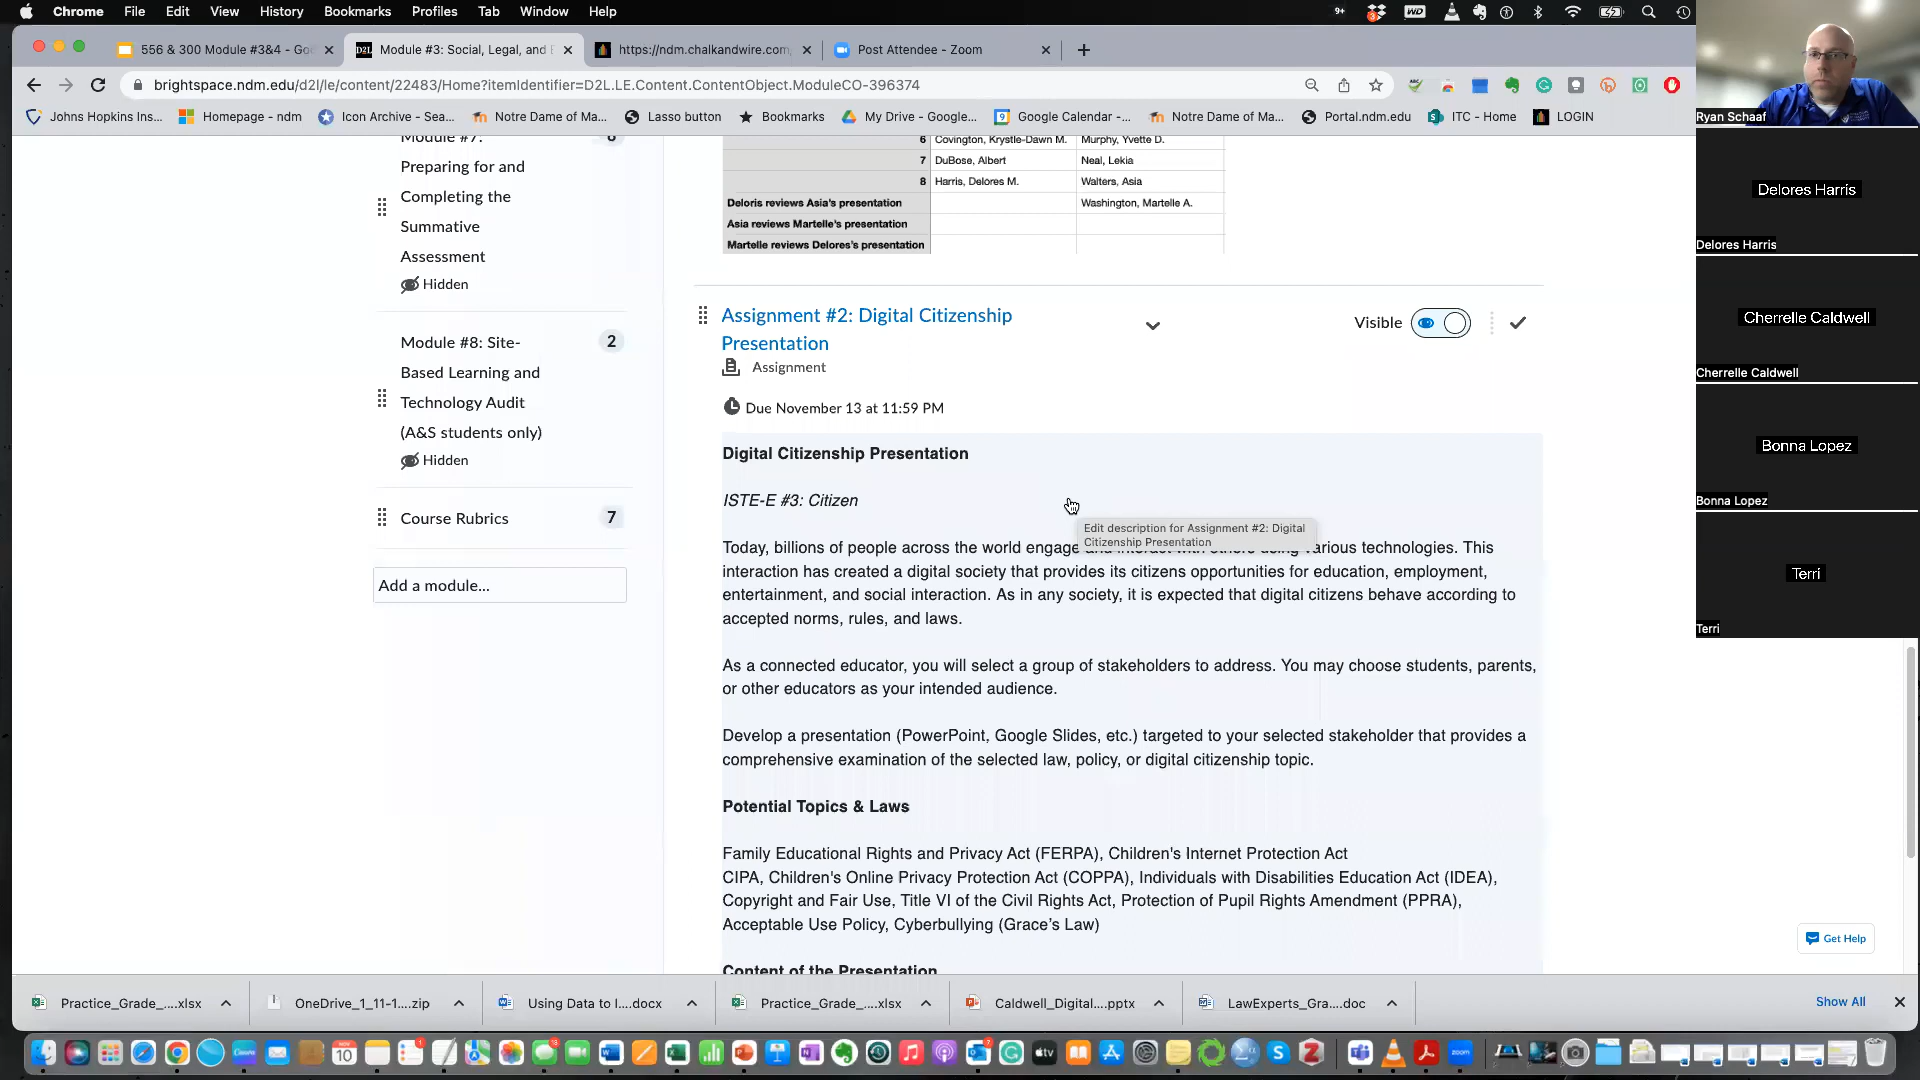 Chrome File Edit View History Bookmarks Profiles Tab Window Help
556 & 300 Module #3&4 - Go
Module #3: Social, Legal, and E
https://ndm.chalkandwire.com,
Post Attendee - Zoom
brightspace.ndm.edu/d2l/le/content/22483/Home?itemIdentifier=D2L.LE.Content.ContentObject.ModuleCO-396374
Johns Hopkins Ins...
Homepage - ndm
Icon Archive - Sea...
Notre Dame of Ma...
Lasso button
Bookmarks
My Drive - Google...
Google Calendar -...
Notre Dame of Ma...
Portal.ndm.edu
ITC - Home
LOGIN
Module #7:
Preparing for and
Completing the
Summative
Assessment
Hidden
Module #8: Site-
Based Learning and
Technology Audit
(A&S students only)
2
Hidden
Course Rubrics
7
Add a module...
6 Covington, Krystle-Dawn M. Murphy, Yvette D.
7 DuBose, Albert Neal, Lekia
8 Harris, Delores M. Walters, Asia
Deloris reviews Asia's presentation Washington, Martelle A.
Asia reviews Martelle's presentation
Martelle reviews Delores's presentation
Assignment #2: Digital Citizenship
Presentation
Assignment
Visible
Due November 13 at 11:59 PM
Digital Citizenship Presentation
ISTE-E #3: Citizen
Edit description for Assignment #2: Digital
Citizenship Presentation
Today, billions of people across the world engage and interact with others using various technologies. This
interaction has created a digital society that provides its citizens opportunities for education, employment,
entertainment, and social interaction. As in any society, it is expected that digital citizens behave according to
accepted norms, rules, and laws.
As a connected educator, you will select a group of stakeholders to address. You may choose students, parents,
or other educators as your intended audience.
Develop a presentation (PowerPoint, Google Slides, etc.) targeted to your selected stakeholder that provides a
comprehensive examination of the selected law, policy, or digital citizenship topic.
Potential Topics & Laws
Family Educational Rights and Privacy Act (FERPA), Children's Internet Protection Act
CIPA, Children's Online Privacy Protection Act (COPPA), Individuals with Disabilities Education Act (IDEA),
Copyright and Fair Use, Title VI of the Civil Rights Act, Protection of Pupil Rights Amendment (PPRA),
Acceptable Use Policy, Cyberbullying (Grace's Law)
Content of the Presentation
Get Help
Ryan Schaaf
Delores Harris
Delores Harris
Cherrelle Caldwell
Cherrelle Caldwell
Bonna Lopez
Bonna Lopez
Terri
Terri
Practice_Grade_....xlsx
OneDrive_1_11-1....zip
Using Data to I....docx
Practice_Grade_....xlsx
Caldwell_Digital....pptx
LawExperts_Gra....doc
Show All
NOV
10